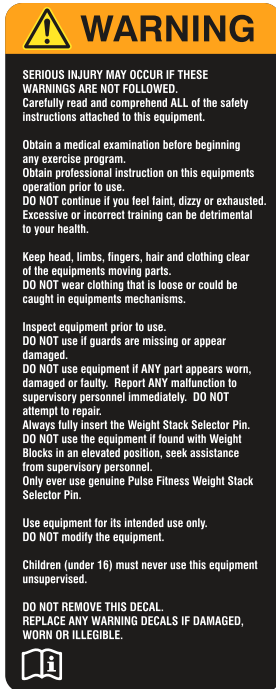 WARNING
SERIOUS INJURY MAY OCCUR IF THESE
WARNINGS ARE NOT FOLLOWED.
Carefully read and comprehend ALL of the safety
instructions attached to this equipment.
Obtain a medical examination before beginning
any exercise program.
Obtain professional instruction on this equipments
operation prior to use.
DO NOT continue if you feel faint, dizzy or exhausted.
Excessive or incorrect training can be detrimental
to your health.
Keep head, limbs, fingers, hair and clothing clear
of the equipments moving parts.
DO NOT wear clothing that is loose or could be
caught in equipments mechanisms.
Inspect equipment prior to use.
DO NOT use if guards are missing or appear
damaged.
DO NOT use equipment if ANY part appears worn,
damaged or faulty. Report ANY malfunction to
supervisory personnel immediately. DO NOT
attempt to repair.
Always fully insert the Weight Stack Selector Pin.
DO NOT use the equipment if found with Weight
Blocks in an elevated position, seek assistance
from supervisory personnel.
Only ever use genuine Pulse Fitness Weight Stack
Selector Pin.
Use equipment for its intended use only.
DO NOT modify the equipment.
Children (under 16) must never use this equipment
unsupervised.
DO NOT REMOVE THIS DECAL.
REPLACE ANY WARNING DECALS IF DAMAGED,
WORN OR ILLEGIBLE.